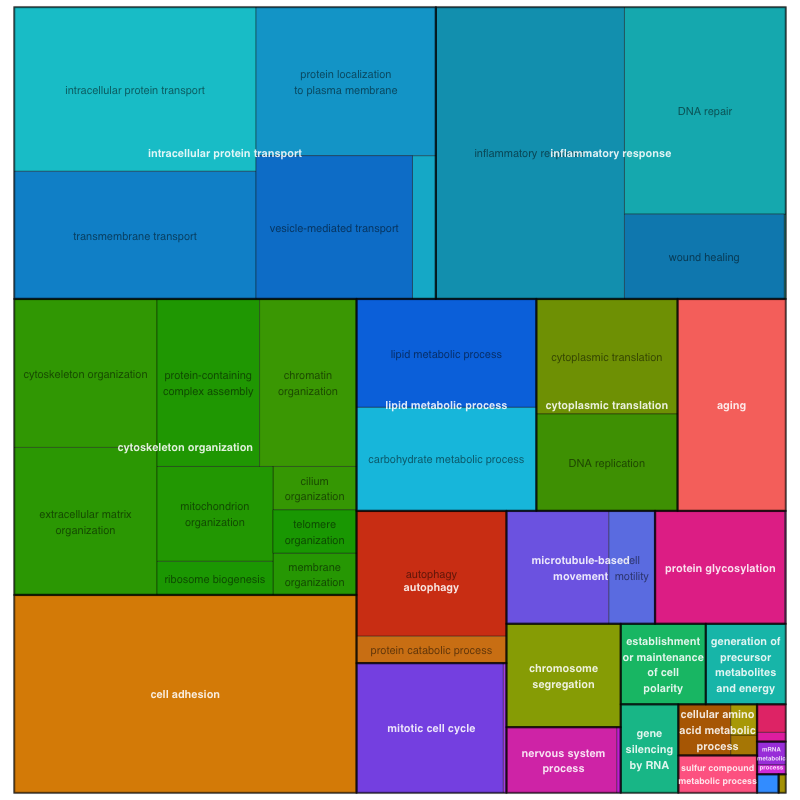 intracellular protein transport
protein localization
to plasma membrane
intracellular protein transport
transmembrane transport
vesicle-mediated transport
inflammatory response
inflammatory response
DNA repair
wound healing
cytoskeleton organization
protein-containing
complex assembly
chromatin
organization
cytoskeleton organization
extracellular matrix
organization
mitochondrion
organization
cilium
organization
telomere
organization
ribosome biogenesis
membrane
organization
lipid metabolic process
lipid metabolic process
carbohydrate metabolic process
cytoplasmic translation
cytoplasmic translation
DNA replication
aging
cell adhesion
autophagy
autophagy
protein catabolic process
mitotic cell cycle
microtubule-based
movement
cell
motility
protein glycosylation
chromosome
segregation
establishment
or maintenance
of cell
polarity
generation of
precursor
metabolites
and energy
nervous system
process
gene
silencing
by RNA
cellular amino
acid metabolic
process
sulfur compound
metabolic process
mRNA
metabolic
process